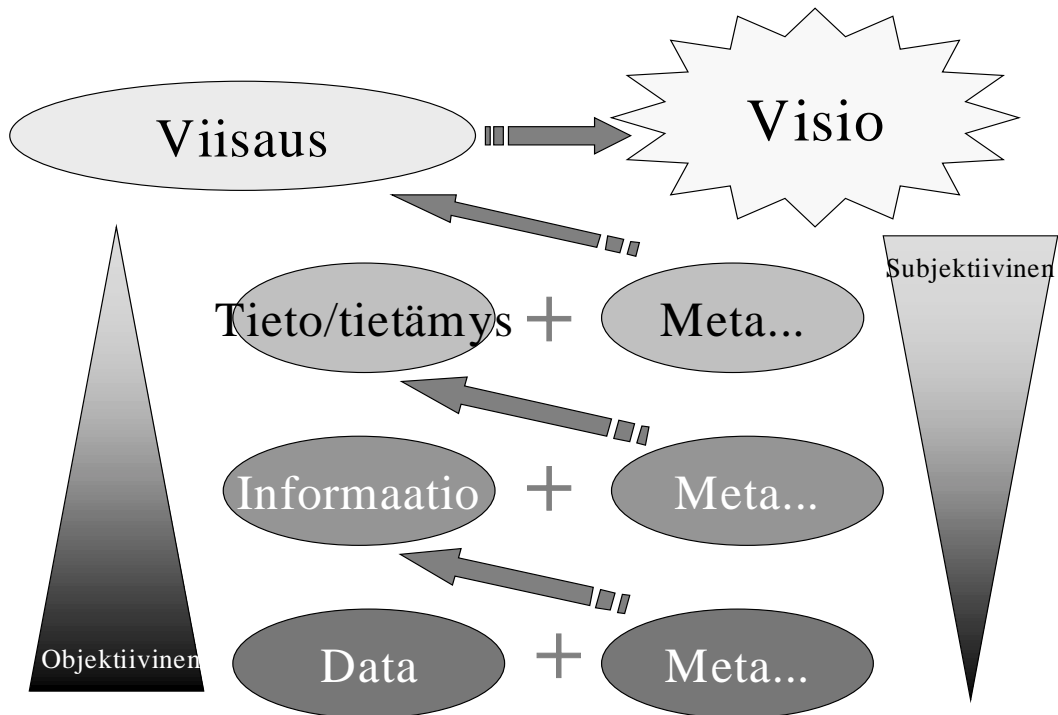 Viisaus
Visio
Subjektiivinen
Tieto/tietämys + Meta...
Informaatio + Meta...
Objektiivinen
Data + Meta...